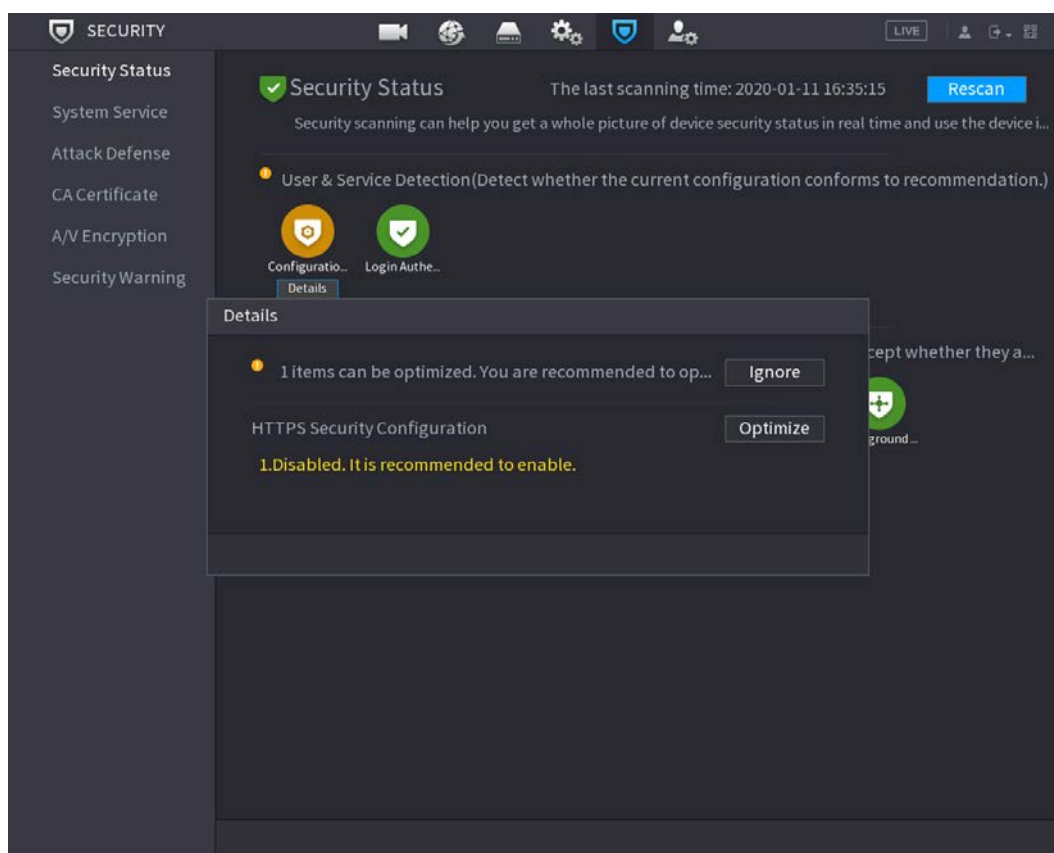 SECURITY
LIVE
Security Status
System Service
Attack Defense
CA Certificate
A/V Encryption
Security Warning
Security Status
The last scanning time: 2020-01-11 16:35:15
Rescan
Security scanning can help you get a whole picture of device security status in real time and use the device i...
User & Service Detection(Detect whether the current configuration conforms to recommendation.)
Configuratio...
Login Authe...
Details
cept whether they a...
ground ...
Details
1 items can be optimized. You are recommended to op...
Ignore
HTTPS Security Configuration
Optimize
1.Disabled. It is recommended to enable.